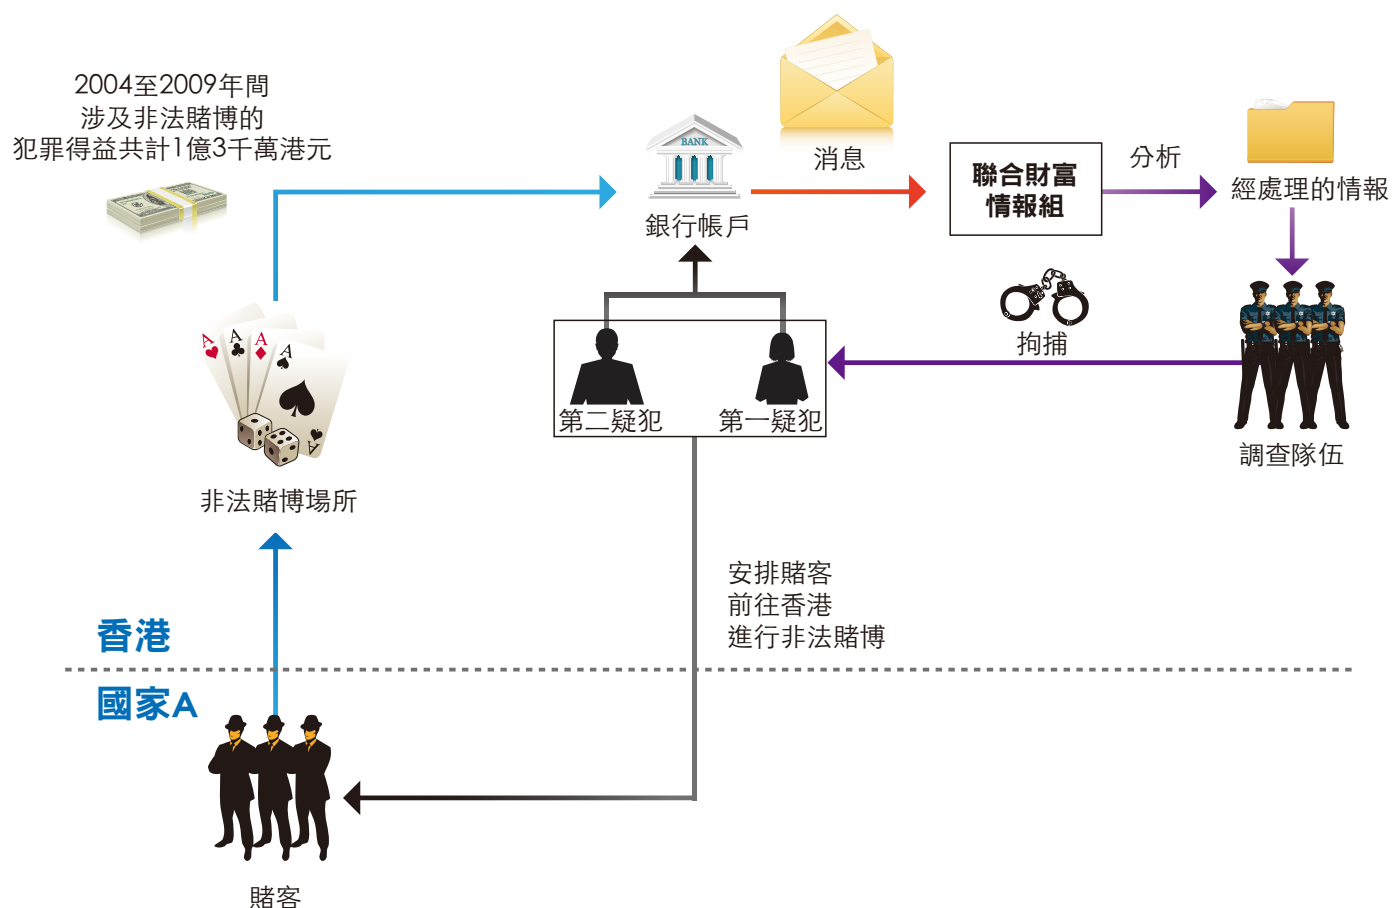 2004至2009年間
涉及非法賭博的
犯罪得益共計1億3千萬港元
BANK
銀行帳戶
消息
聯合財富
情報組
分析
經處理的情報
拘捕
調查隊伍
第二疑犯
第一疑犯
A
A
A
A
A
非法賭博場所
安排賭客
前往香港
進行非法賭博
香港
國家A
賭客